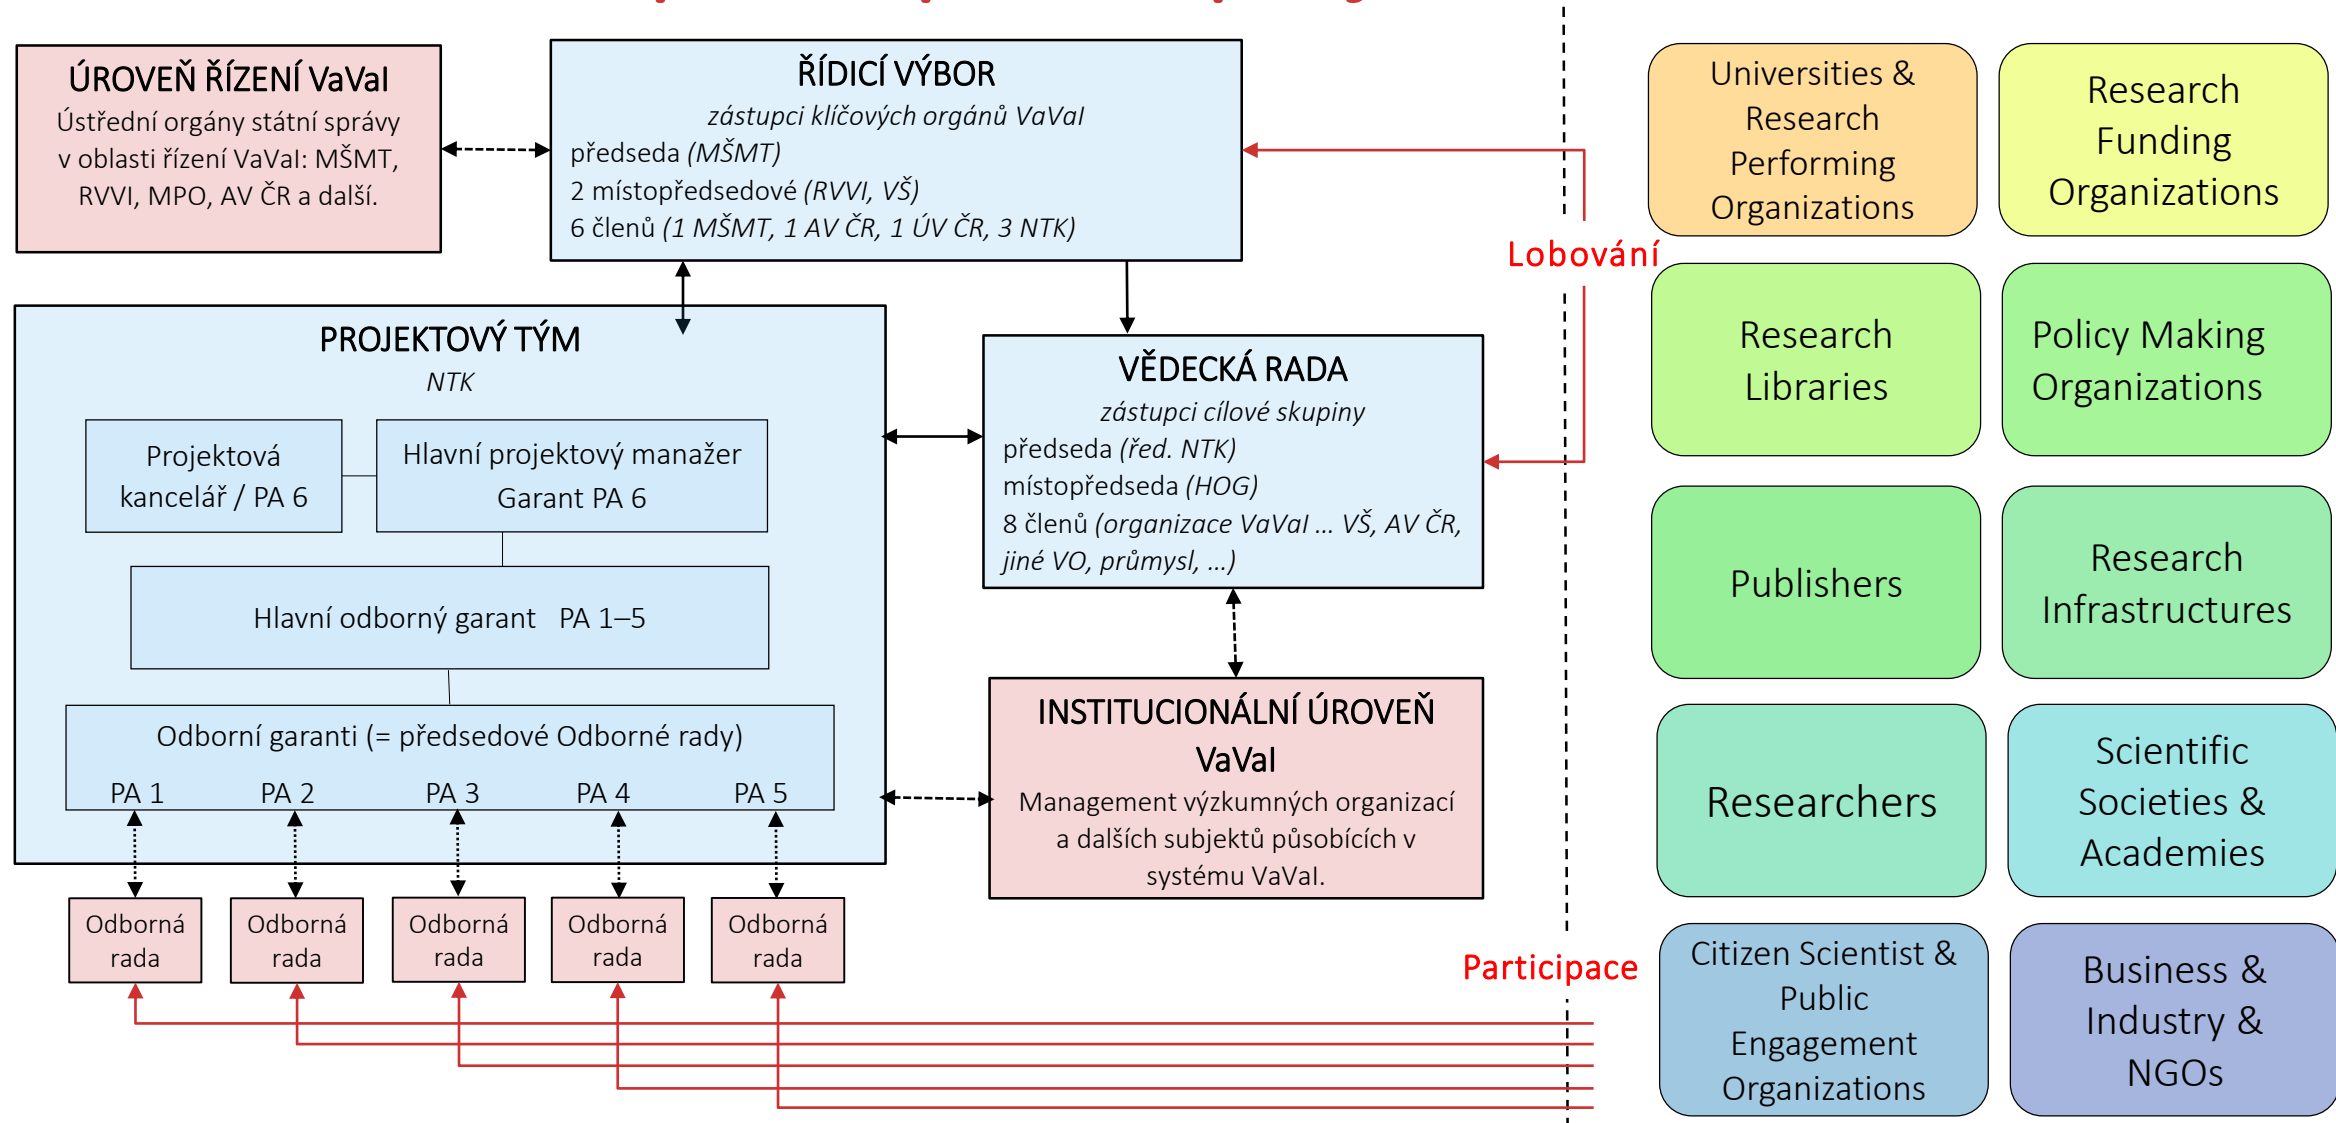 ÚROVEŇ ŘÍZENÍ VaVaI
Ústřední orgány státní správy
v oblasti řízení VaVaI: MŠMT,
RVVI, MPO, AV ČR a další.
ŘÍDICÍ VÝBOR
zástupci klíčových orgánů VaVaI
předseda (MŠMT)
2 místopředsedové (RVVI, VŠ)
6 členů (1 MŠMT, 1 AV ČR, 1 ÚV ČR, 3 NTK)
Lobování
PROJEKTOVÝ TÝM
NTK
Projektová
kancelář / PA 6
Hlavní projektový manažer
Garant PA 6
Hlavní odborný garant PA 1–5
Odborní garanti (= předsedové Odborné rady)
PA 1
PA 2
PA 3
PA 4
PA 5
VĚDECKÁ RADA
zástupci cílové skupiny
předseda (řed. NTK)
místopředseda (HOG)
8 členů (organizace VaVaI ... VŠ, AV ČR,
jiné VO, průmysl, ...)
INSTITUCIONÁLNÍ ÚROVEŇ
VaVaI
Management výzkumných organizací
a dalších subjektů působících v
systému VaVaI.
Odborná
rada
Odborná
rada
Odborná
rada
Odborná
rada
Odborná
rada
Participace
Universities &
Research
Performing
Organizations
Research
Funding
Organizations
Research
Libraries
Policy Making
Organizations
Publishers
Research
Infrastructures
Researchers
Scientific
Societies &
Academies
Citizen Scientist &
Public
Engagement
Organizations
Business &
Industry &
NGOs